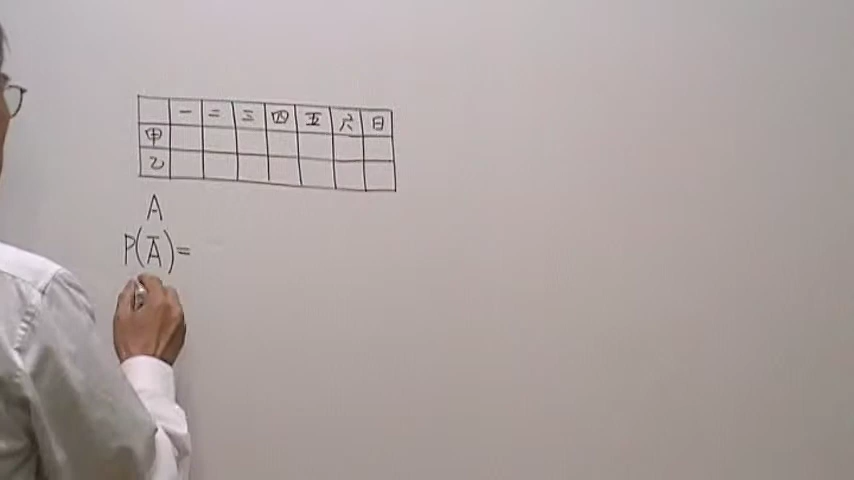 一 二 三 四 五 六 日
甲
乙
A
P(Ā)=